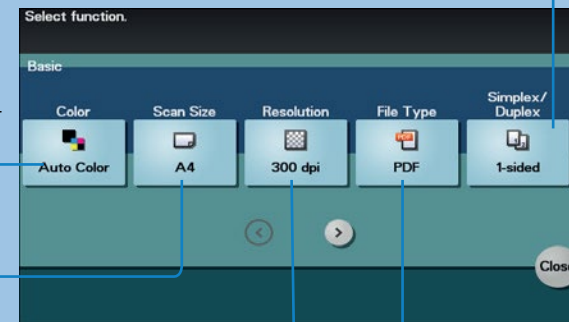 Select function.
Basic
Color
Scan Size
Resolution
File Type
Simplex/
Duplex
Auto Color
A4
300 dpi
PDF
1-sided